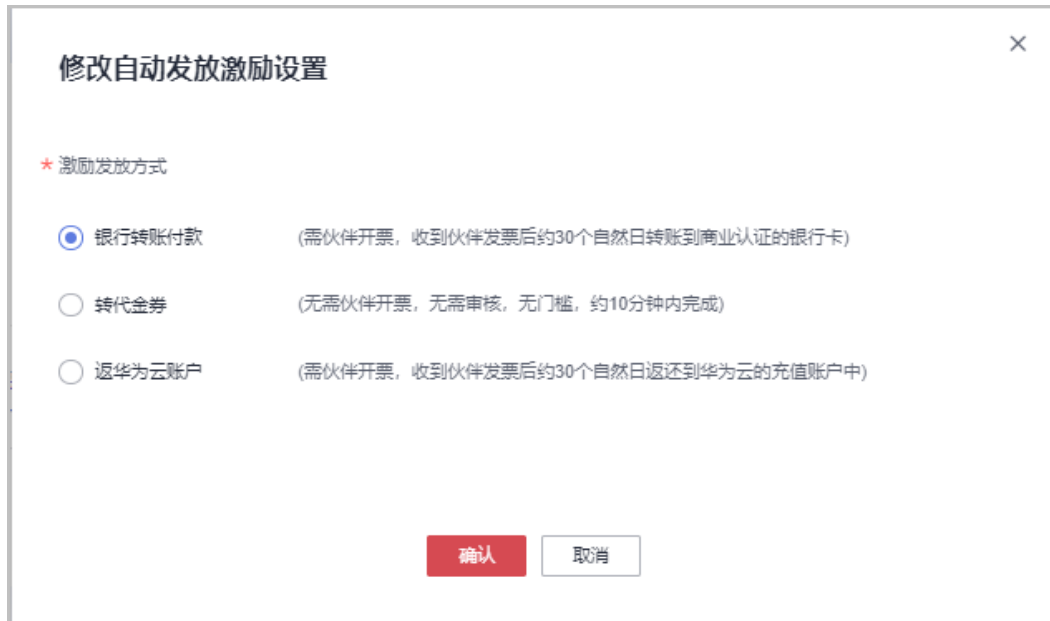 修改自动发放激励设置
* 激励发放方式
银行转账付款 (需伙伴开票，收到伙伴发票后约30个自然日转账到商业认证的银行卡)
转代金券 (无需伙伴开票，无需审核，无门槛，约10分钟内完成)
返华为云账户 (需伙伴开票，收到伙伴发票后约30个自然日返还到华为云的充值账户中)
确认 取消